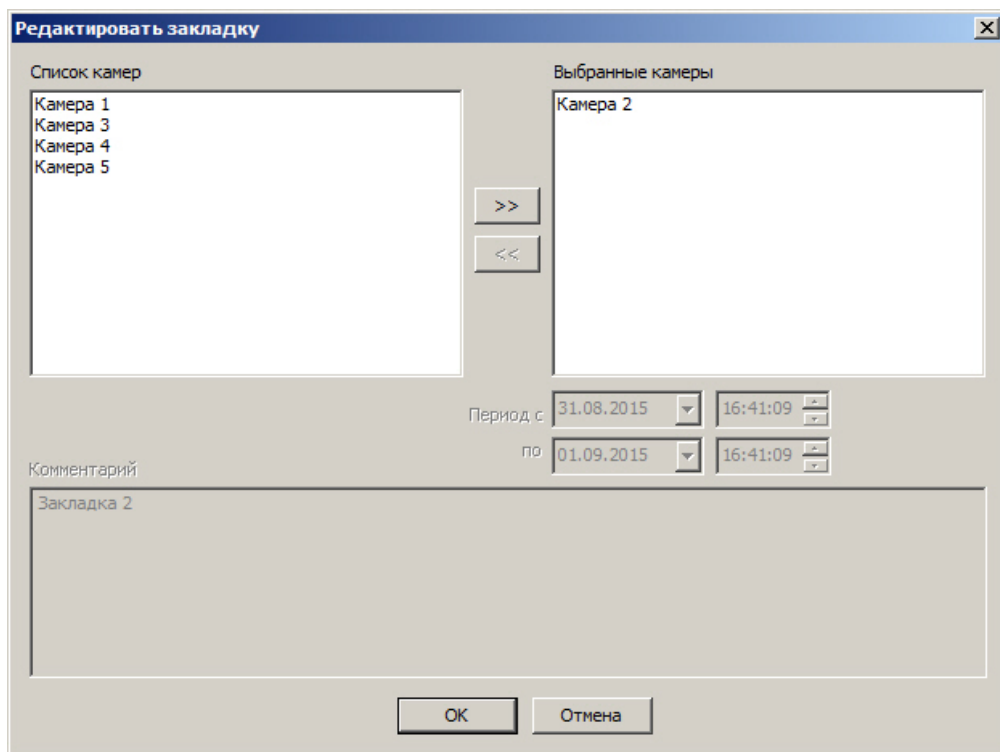 Редактировать закладку
Список камер
Выбранные камеры
Камера 1
Камера 3
Камера 4
Камера 5
Камера 2
>>
<<
Период с 31.08.2015 16:41:09
по 01.09.2015 16:41:09
Комментарий
Закладка 2
OK
Отмена